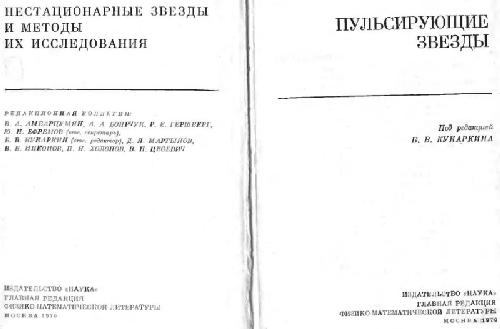 НЕСТАЦИОНАРНЫЕ ЗВЕЗДЫ
И МЕТОДЫ
ИХ ИССЛЕДОВАНИЯ
РЕДАКЦИОННАЯ КОЛЛЕГИЯ:
В. А. АМБАРЦУМЯН, А. А. БОЯРЧУК, Р. Е. ГЕРШБЕРГ,
Ю. Н. ЕФРЕМОВ (отв. секретарь),
Б. В. КУКАРКИН (отв. редактор), Д. Я. МАРТЫНОВ,
В. Б. НИКОНОВ, П. Н. ХОЛОПОВ, В. П. ЦЕСЕВИЧ
ИЗДАТЕЛЬСТВО «НАУКА»
ГЛАВНАЯ РЕДАКЦИЯ
ФИЗИКО-МАТЕМАТИЧЕСКОЙ ЛИТЕРАТУРЫ
МОСКВА 1970
ПУЛЬСИРУЮЩИЕ
ЗВЕЗДЫ
Под редакцией
Б. В. КУКАРКИНА
ИЗДАТЕЛЬСТВО «НАУКА»
ГЛАВНАЯ РЕДАКЦИЯ
ФИЗИКО-МАТЕМАТИЧЕСКОЙ ЛИТЕРАТУРЫ
МОСКВА 1970